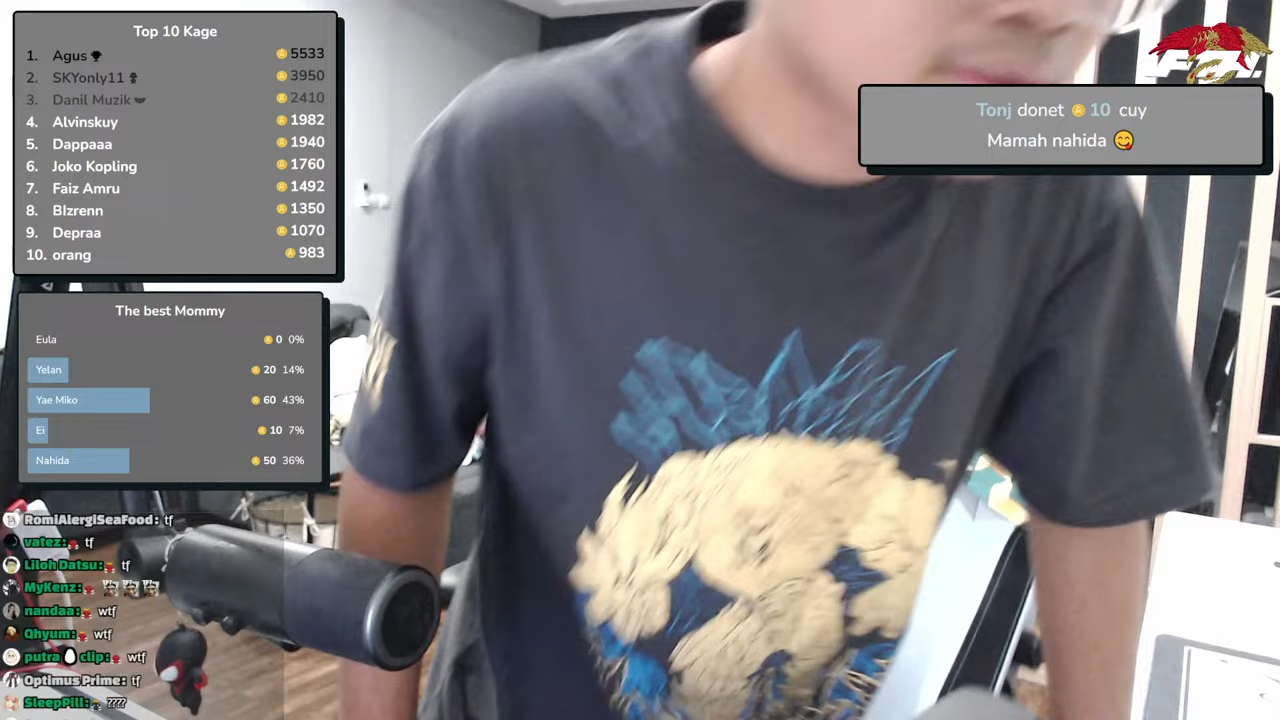 Top 10 Kage
1. Agus 5533
2. SKYonly11 3950
3. Danil Muzik 2410
4. Alvinskuy 1982
5. Dappaaa 1940
6. Joko Kopling 1760
7. Faiz Amru 1492
8. BIzrenn 1350
9. Depraa 1070
10. orang 983
Tonj donet 10 cuy
Mamah nahida 😋
The best Mommy
Eula 0 0%
Yelan 20 14%
Yae Miko 60 43%
Ei 10 7%
Nahida 50 36%
RomiAlergiSeaFood: tf
vatez: tf
Liloh Datsu: tf
MyKenz:
nandaa: wtf
Qhyum: wtf
putra clip: wtf
Optimus Prime: tf
SleepPill: ????